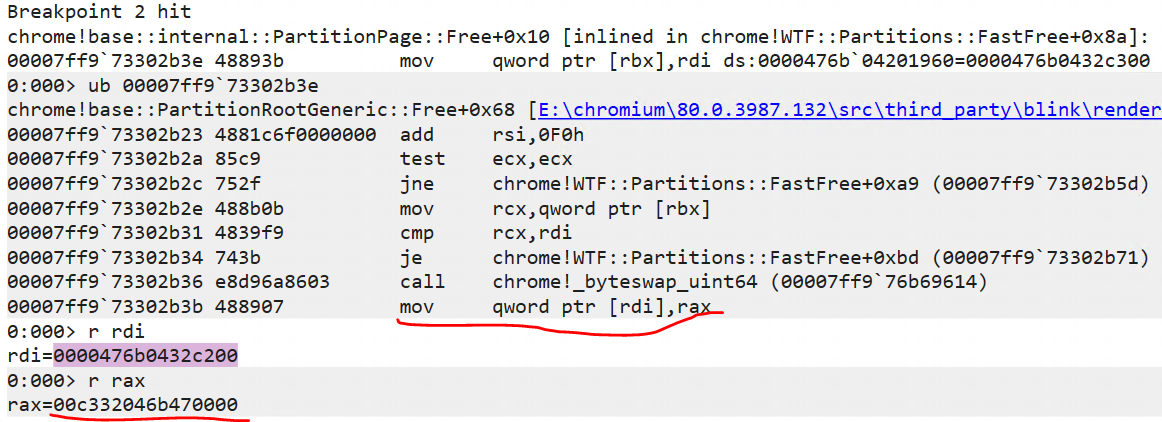 Breakpoint 2 hit
chrome!base::internal::PartitionPage::Free+0x10 [inlined in chrome!WTF::Partitions::FastFree+0x8a]:
00007ff9`73302b3e 48893b          mov     qword ptr [rbx],rdi ds:0000476b`04201960=0000476b0432c300
0:000> ub 00007ff9`73302b3e
chrome!base::PartitionRootGeneric::Free+0x68 [E:\chromium\80.0.3987.132\src\third_party\blink\render
00007ff9`73302b23 4881c6f0000000  add     rsi,0F0h
00007ff9`73302b2a 85c9            test    ecx,ecx
00007ff9`73302b2c 752f            jne     chrome!WTF::Partitions::FastFree+0xa9 (00007ff9`73302b5d)
00007ff9`73302b2e 488b0b          mov     rcx,qword ptr [rbx]
00007ff9`73302b31 4839f9          cmp     rcx,rdi
00007ff9`73302b34 743b            je      chrome!WTF::Partitions::FastFree+0xbd (00007ff9`73302b71)
00007ff9`73302b36 e8d96a8603      call    chrome!_byteswap_uint64 (00007ff9`76b69614)
00007ff9`73302b3b 488907          mov     qword ptr [rdi],rax
0:000> r rdi
rdi=0000476b0432c200
0:000> r rax
rax=00c332046b470000